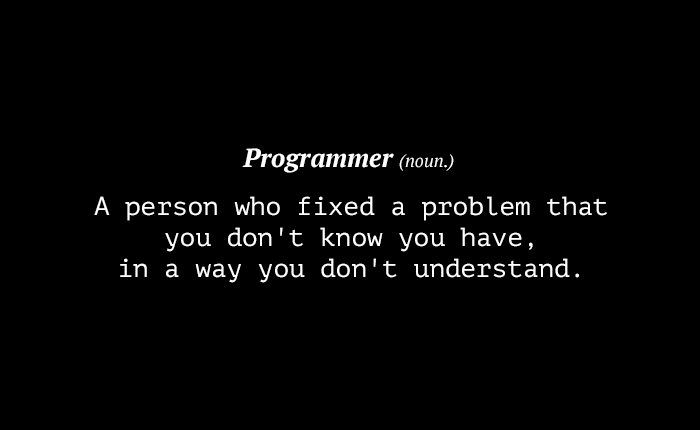 Programmer (noun.)
A person who fixed a problem that
you don't know you have,
in a way you don't understand.